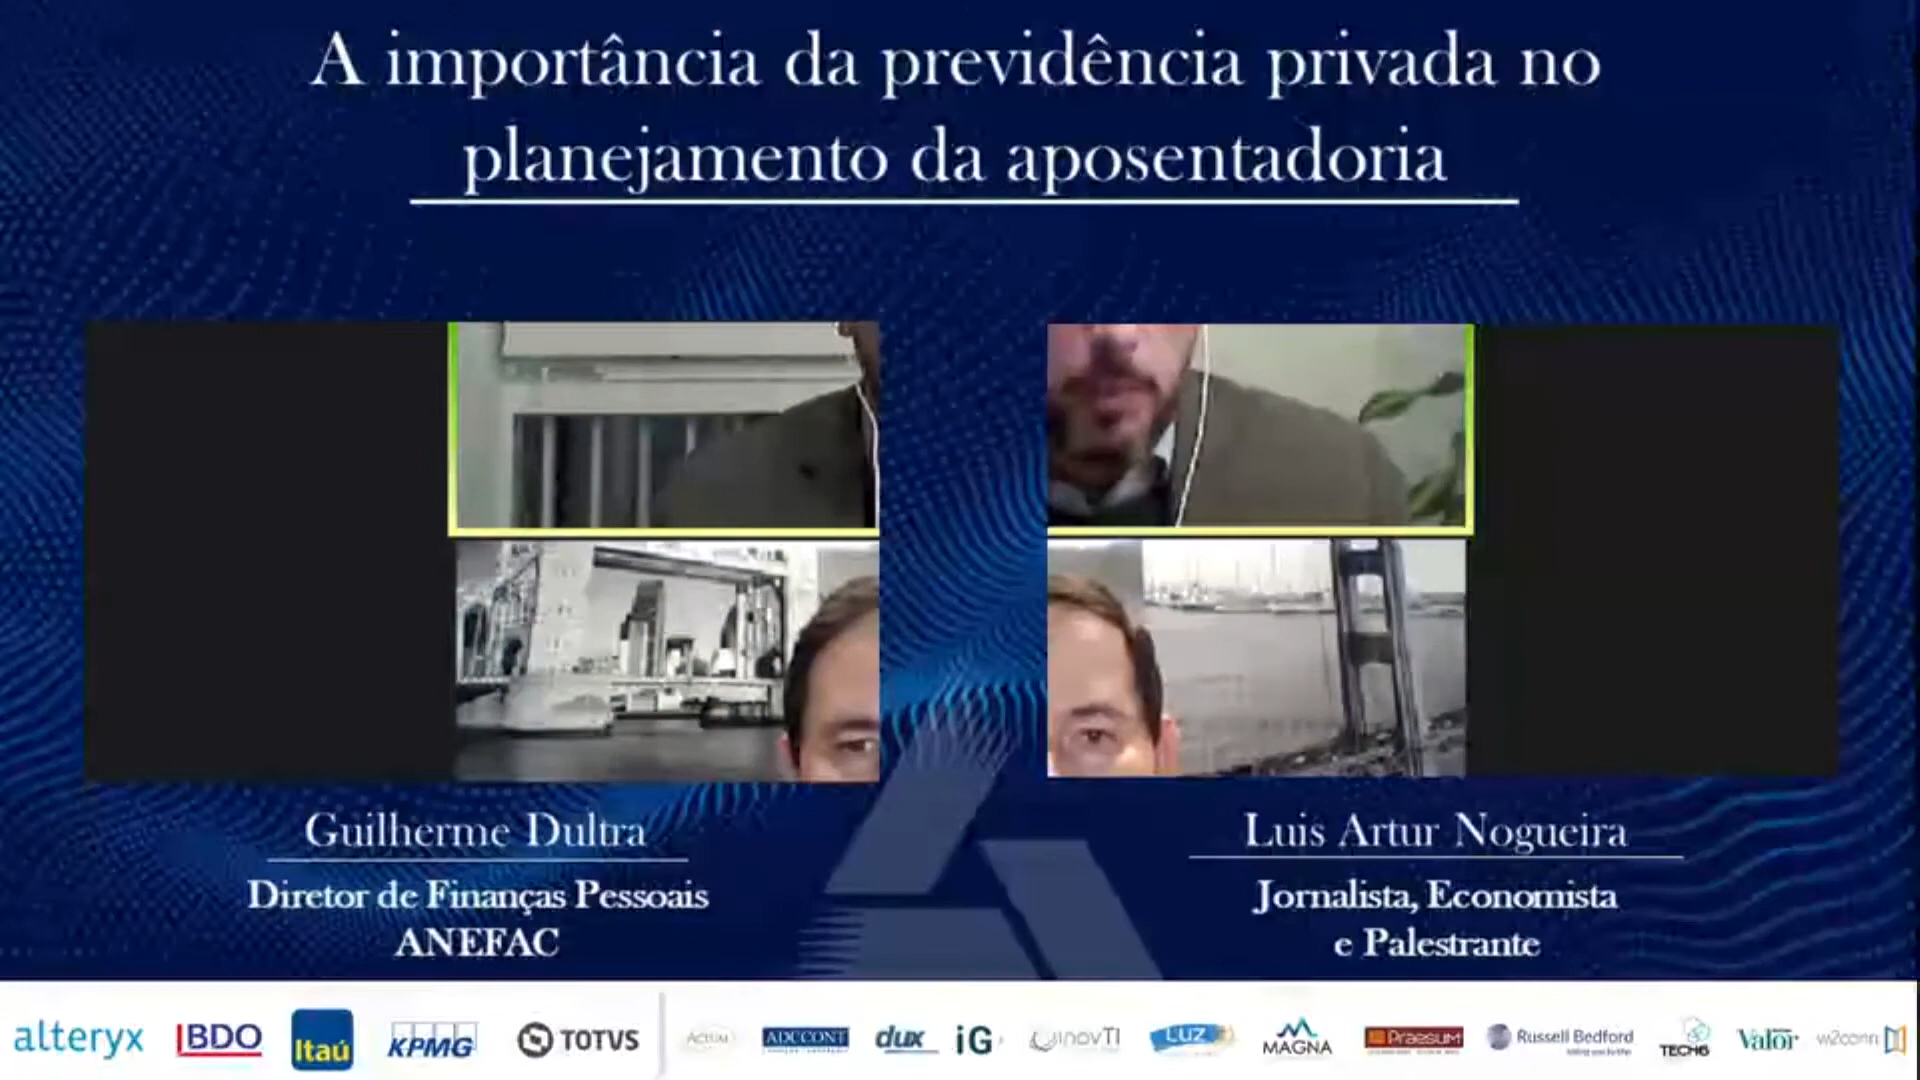 A importância da previdência privada no
planejamento da aposentadoria
Guilherme Dultra
Diretor de Finanças Pessoais
ANEFAC
Luis Artur Nogueira
Jornalista, Economista
e Palestrante
alteryx
BDO
Itaú
KPMG
TOTVS
ADDCONT
dux
iG
inovTI
LUZ
MAGNA
Praesum
Russell Bedford
TECH6
Valor
w2conn